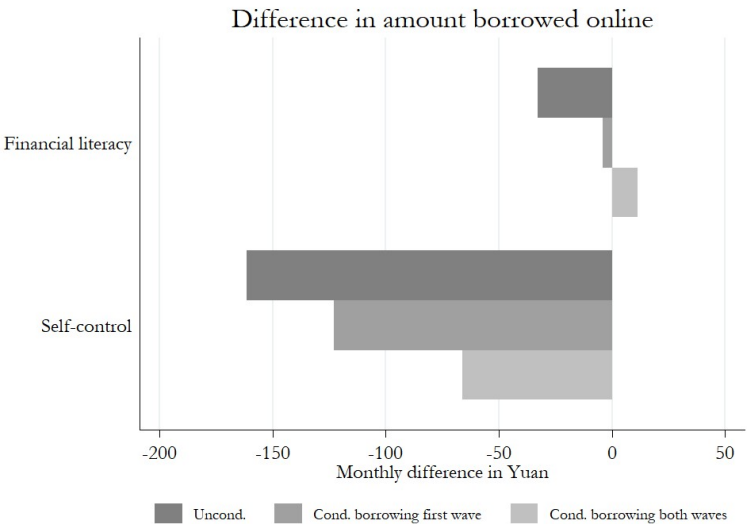 Difference in amount borrowed online
Financial literacy
Self-control
-200 -150 -100 -50 0 50
Monthly difference in Yuan
Uncond. Cond. borrowing first wave Cond. borrowing both waves